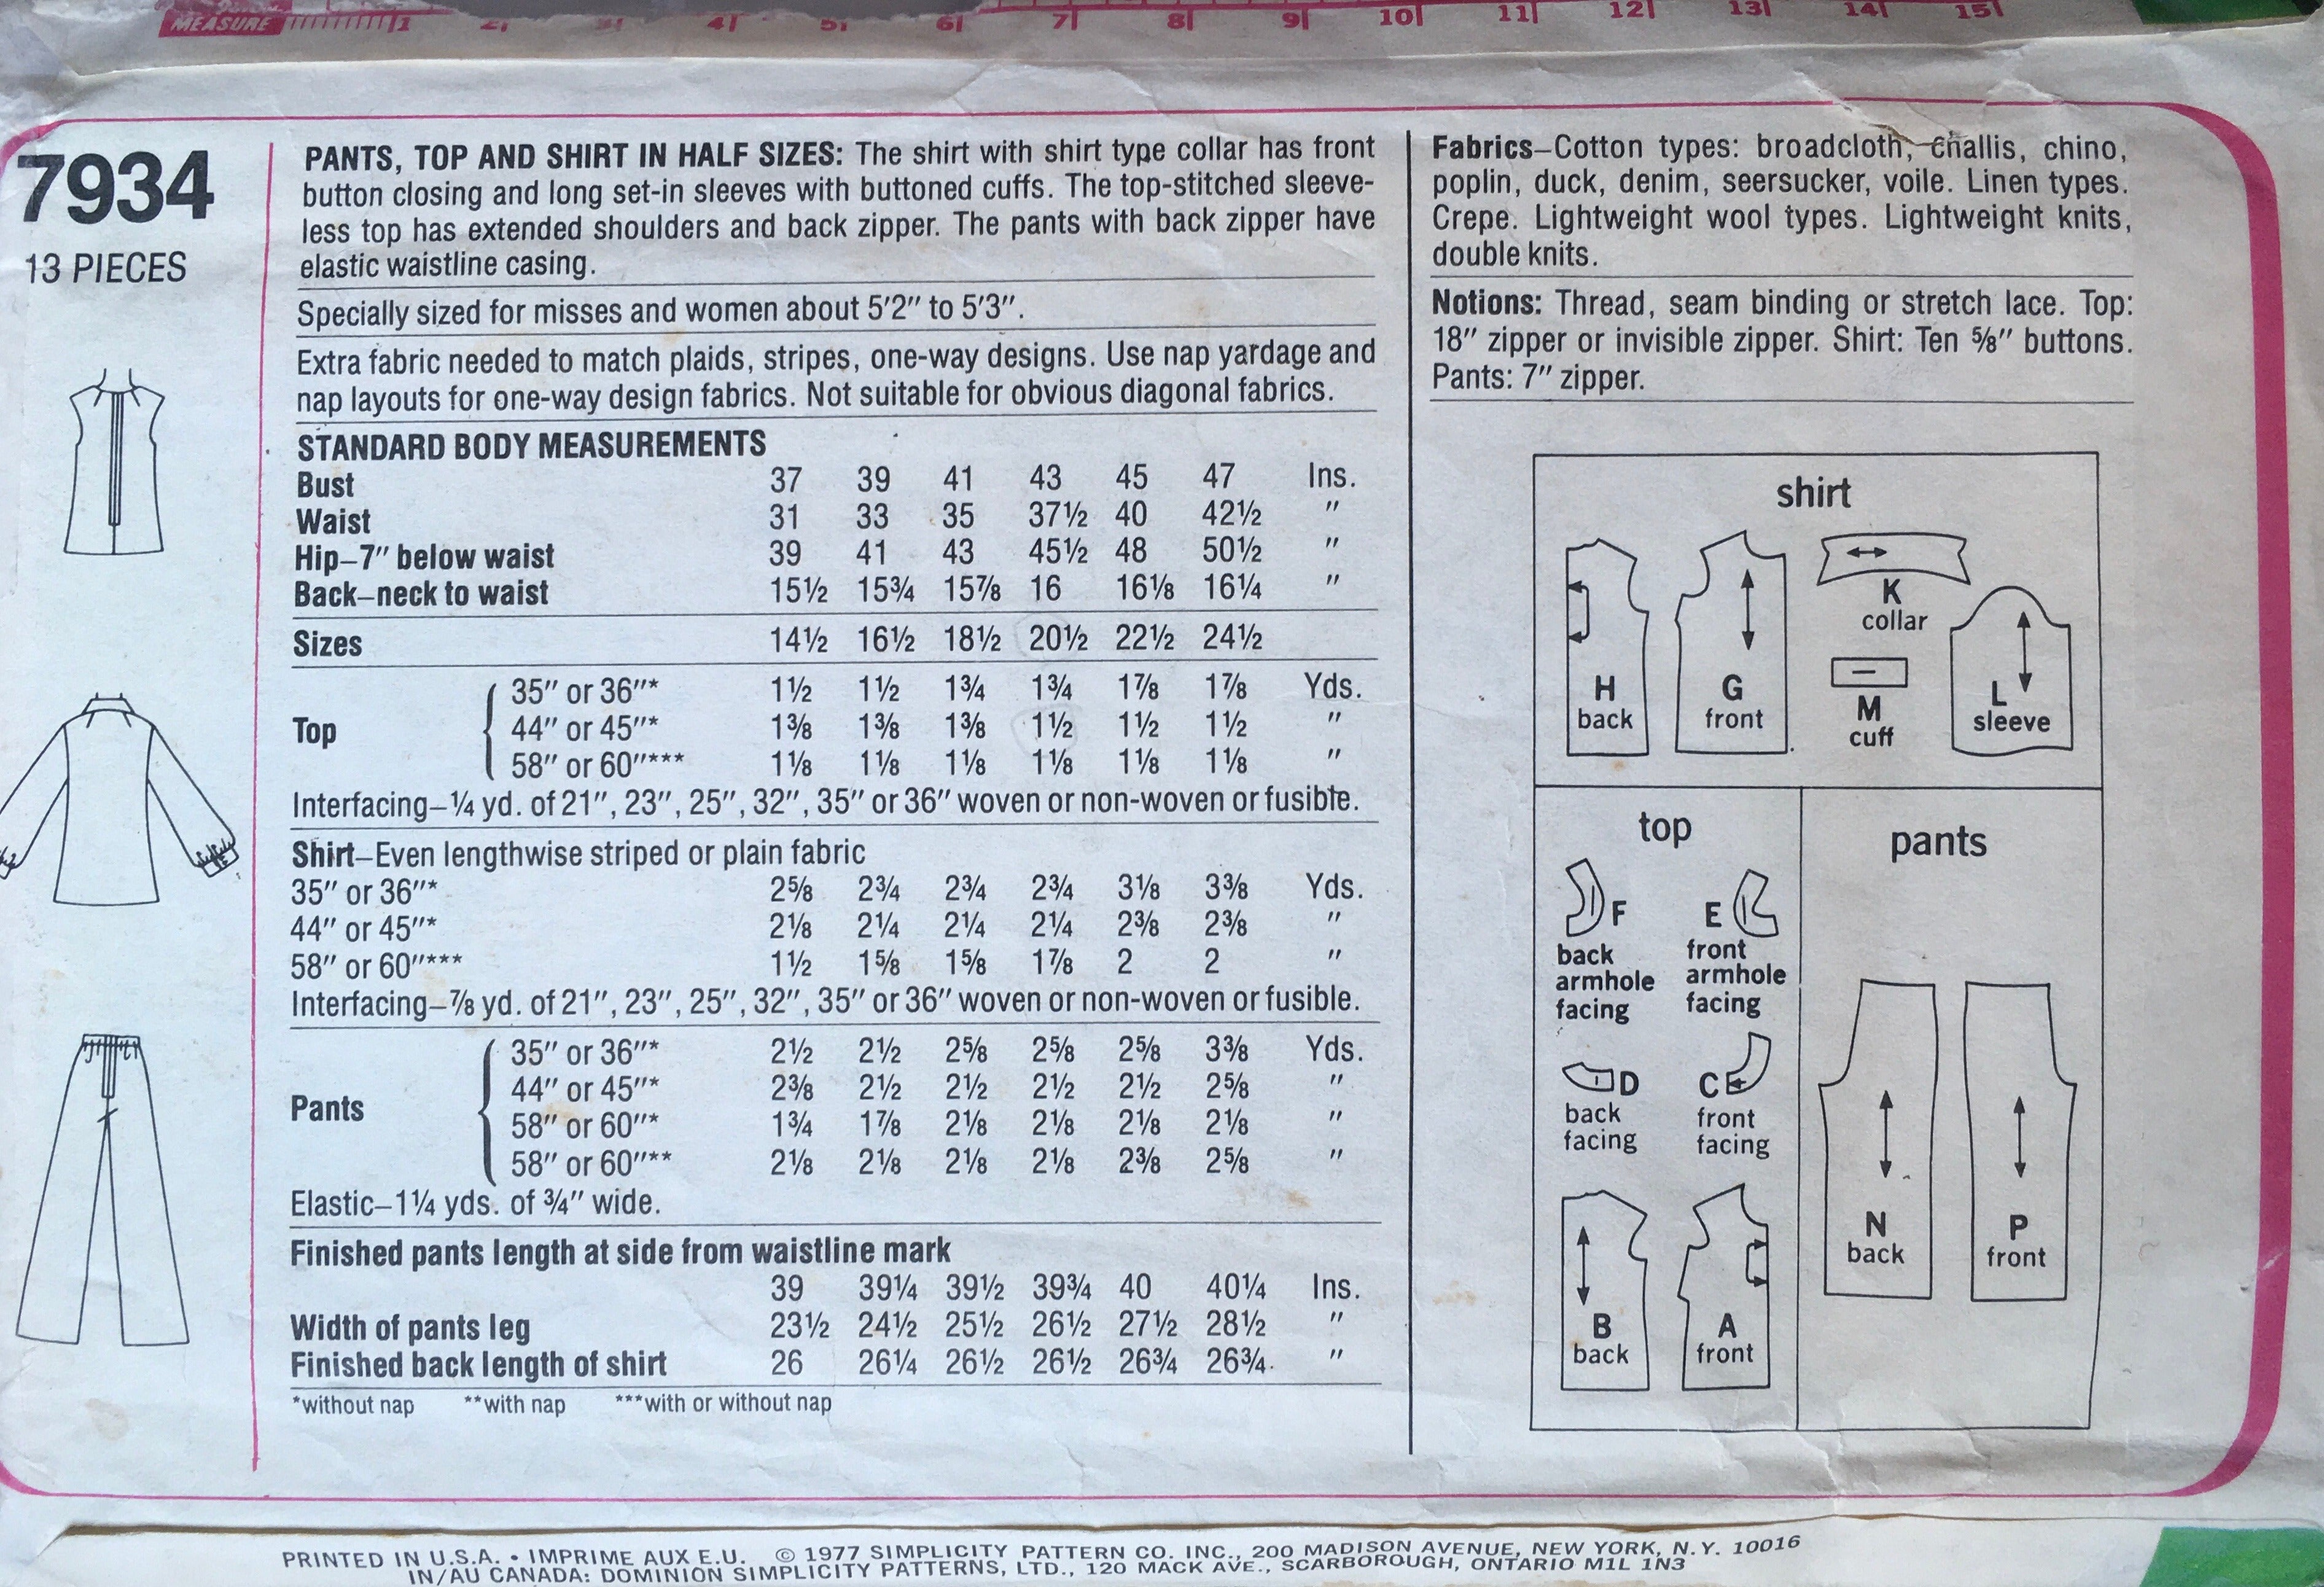 MEASURE 1 2 3 4 5 6 7 8 9 10 11 12 13 14 15
7934
13 PIECES
PANTS, TOP AND SHIRT IN HALF SIZES: The shirt with shirt type collar has front
button closing and long set-in sleeves with buttoned cuffs. The top-stitched sleeve-
less top has extended shoulders and back zipper. The pants with back zipper have
elastic waistline casing.
Specially sized for misses and women about 5'2" to 5'3".
Extra fabric needed to match plaids, stripes, one-way designs. Use nap yardage and
nap layouts for one-way design fabrics. Not suitable for obvious diagonal fabrics.
STANDARD BODY MEASUREMENTS
Bust 37 39 41 43 45 47 Ins.
Waist 31 33 35 37½ 40 42½ "
Hip–7" below waist 39 41 43 45½ 48 50½ "
Back–neck to waist 15½ 15¾ 15⅞ 16 16⅛ 16¼ "
Sizes 14½ 16½ 18½ 20½ 22½ 24½
Top
35" or 36"* 1½ 1½ 1¾ 1¾ 1⅞ 1⅞ Yds.
44" or 45"* 1⅜ 1⅜ 1⅜ 1½ 1½ 1½ "
58" or 60"*** 1⅛ 1⅛ 1⅛ 1⅛ 1⅛ 1⅛ "
Interfacing–¼ yd. of 21", 23", 25", 32", 35" or 36" woven or non-woven or fusible.
Shirt–Even lengthwise striped or plain fabric
35" or 36"* 2⅝ 2¾ 2¾ 2¾ 3⅛ 3⅜ Yds.
44" or 45"* 2⅛ 2¼ 2¼ 2¼ 2⅜ 2⅜ "
58" or 60"*** 1½ 1⅝ 1⅝ 1⅞ 2 2 "
Interfacing–⅞ yd. of 21", 23", 25", 32", 35" or 36" woven or non-woven or fusible.
Pants
35" or 36"* 2½ 2½ 2⅝ 2⅝ 2⅝ 3⅜ Yds.
44" or 45"* 2⅜ 2½ 2½ 2½ 2½ 2⅝ "
58" or 60"* 1¾ 1⅞ 2⅛ 2⅛ 2⅛ 2⅛ "
58" or 60"** 2⅛ 2⅛ 2⅛ 2⅛ 2⅜ 2⅝ "
Elastic–1¼ yds. of ¾" wide.
Finished pants length at side from waistline mark
39 39¼ 39½ 39¾ 40 40¼ Ins.
Width of pants leg 23½ 24½ 25½ 26½ 27½ 28½ "
Finished back length of shirt 26 26¼ 26½ 26½ 26¾ 26¾ "
*without nap **with nap ***with or without nap
Fabrics–Cotton types: broadcloth, challis, chino,
poplin, duck, denim, seersucker, voile. Linen types.
Crepe. Lightweight wool types. Lightweight knits,
double knits.
Notions: Thread, seam binding or stretch lace. Top:
18" zipper or invisible zipper. Shirt: Ten ⅝" buttons.
Pants: 7" zipper.
shirt
H
back
G
front
K
collar
M
cuff
L
sleeve
top
F
back
armhole
facing
E
front
armhole
facing
D
back
facing
C
front
facing
B
back
A
front
pants
N
back
P
front
PRINTED IN U.S.A. • IMPRIME AUX E.U. © 1977 SIMPLICITY PATTERN CO. INC., 200 MADISON AVENUE, NEW YORK, N.Y. 10016
IN/AU CANADA: DOMINION SIMPLICITY PATTERNS, LTD., 120 MACK AVE., SCARBOROUGH, ONTARIO M1L 1N3